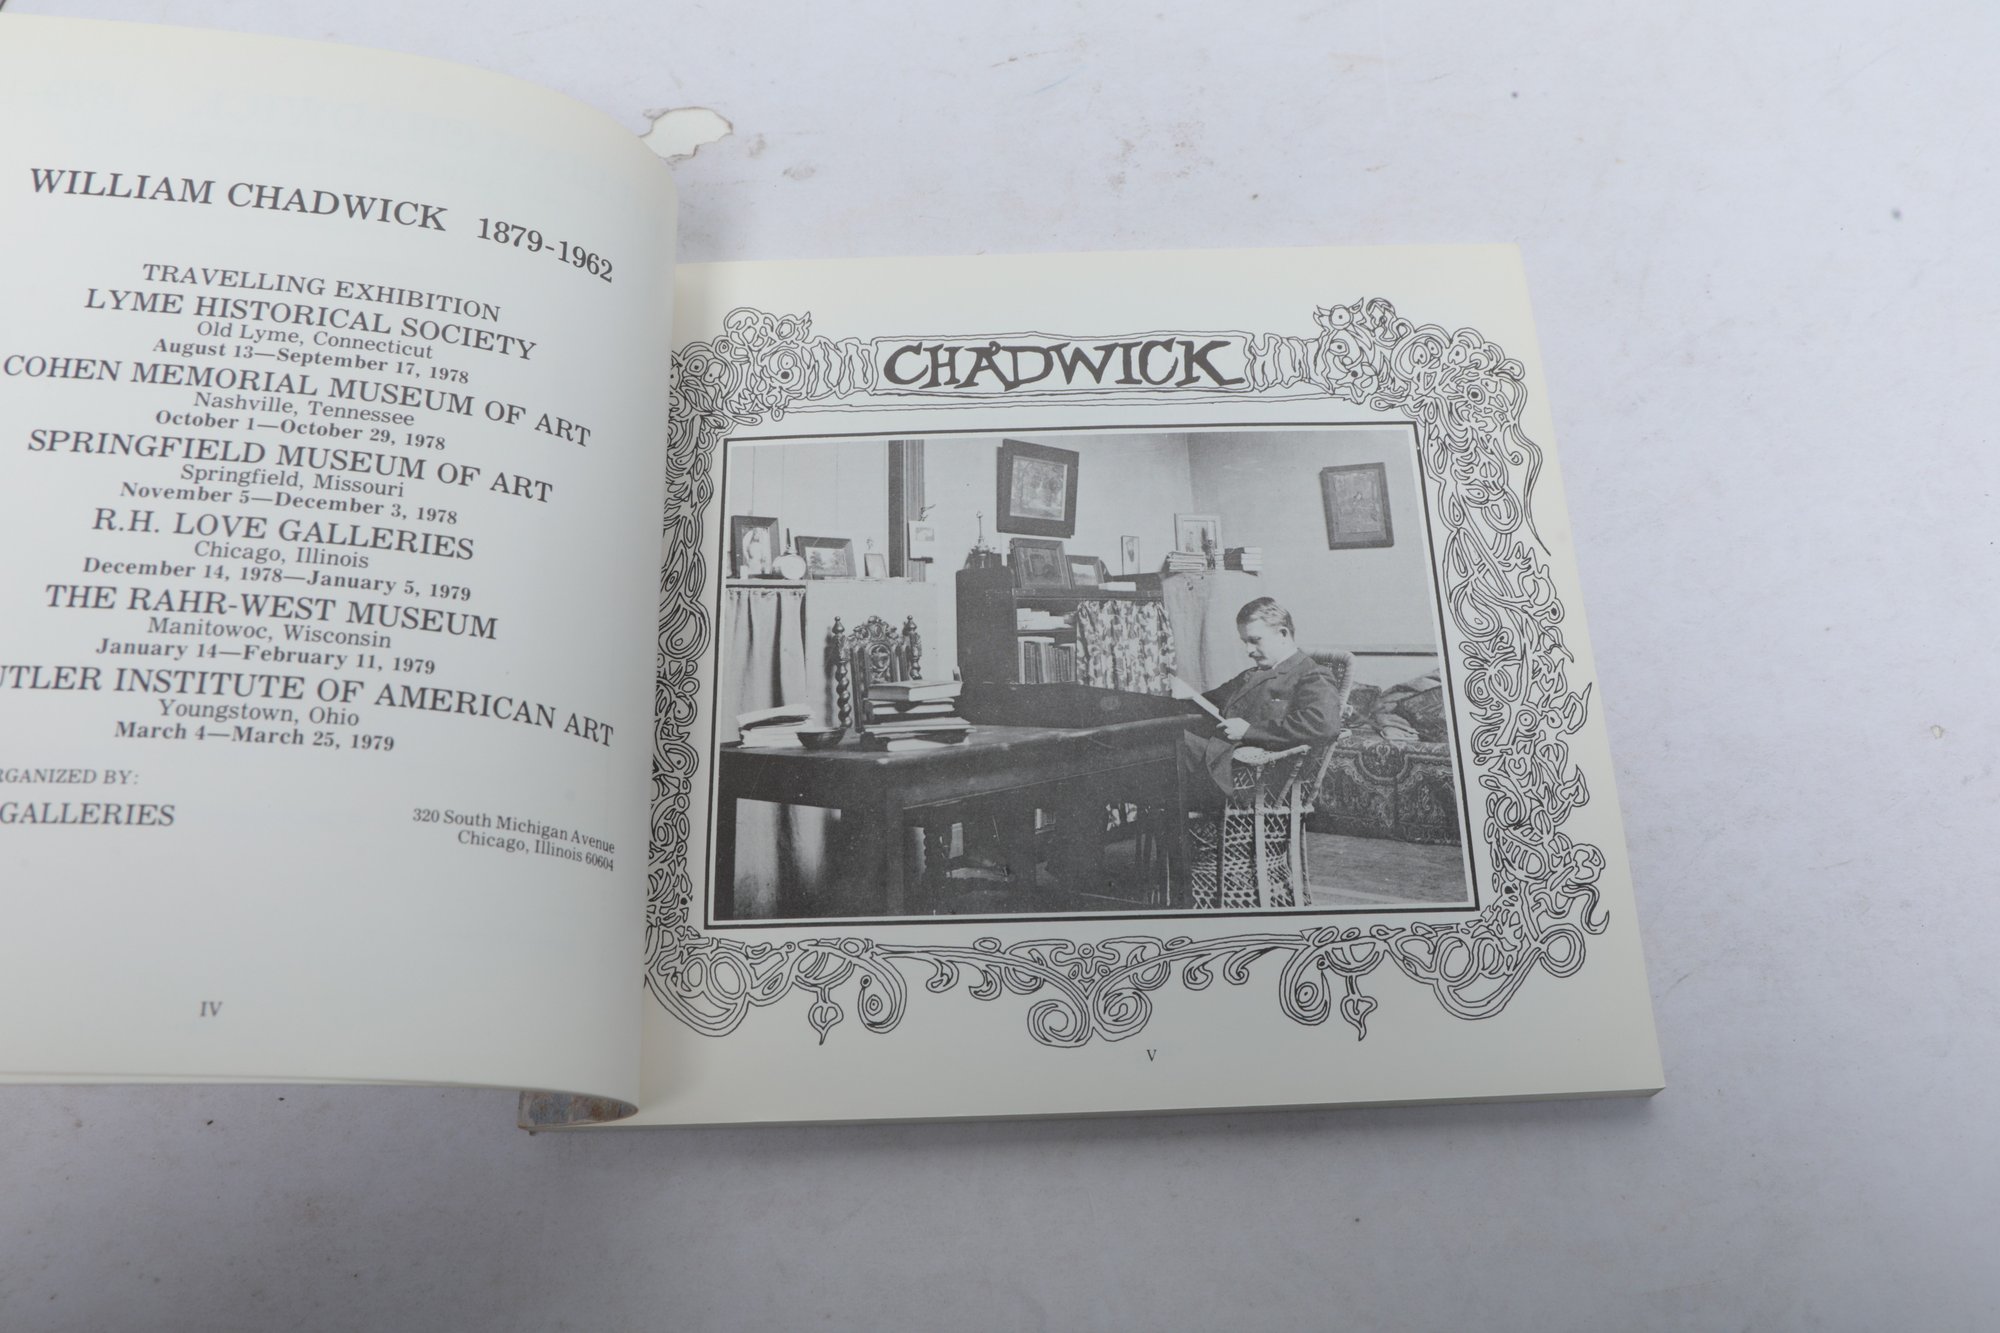 WILLIAM CHADWICK 1879-1962
TRAVELLING EXHIBITION
LYME HISTORICAL SOCIETY
Old Lyme, Connecticut
August 13—September 17, 1978
COHEN MEMORIAL MUSEUM OF ART
Nashville, Tennessee
October 1—October 29, 1978
SPRINGFIELD MUSEUM OF ART
Springfield, Missouri
November 5—December 3, 1978
R.H. LOVE GALLERIES
Chicago, Illinois
December 14, 1978—January 5, 1979
THE RAHR-WEST MUSEUM
Manitowoc, Wisconsin
January 14—February 11, 1979
UTLER INSTITUTE OF AMERICAN ART
Youngstown, Ohio
March 4—March 25, 1979
RGANIZED BY:
GALLERIES
320 South Michigan Avenue
Chicago, Illinois 60604
IV
CHADWICK
V